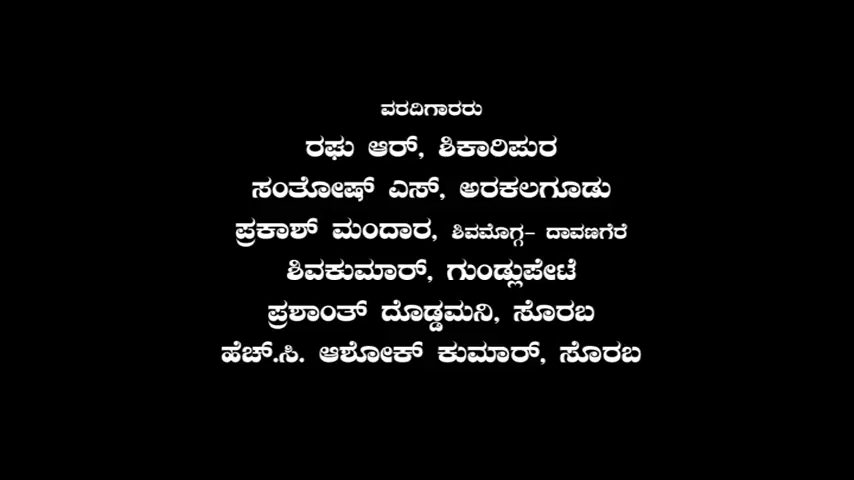 ವರದಿಗಾರರು
ರಘು ಆರ್, ಶಿಕಾರಿಪುರ
ಸಂತೋಷ್ ಎಸ್, ಅರಕಲಗೂಡು
ಪ್ರಕಾಶ್ ಮಂದಾರ, ಶಿವಮೊಗ್ಗ- ದಾವಣಗೆರೆ
ಶಿವಕುಮಾರ್, ಗುಂಡ್ಲುಪೇಟೆ
ಪ್ರಶಾಂತ್ ದೊಡ್ಡಮನಿ, ಸೊರಬ
ಹೆಚ್.ಸಿ. ಆಶೋಕ್ ಕುಮಾರ್, ಸೊರಬ